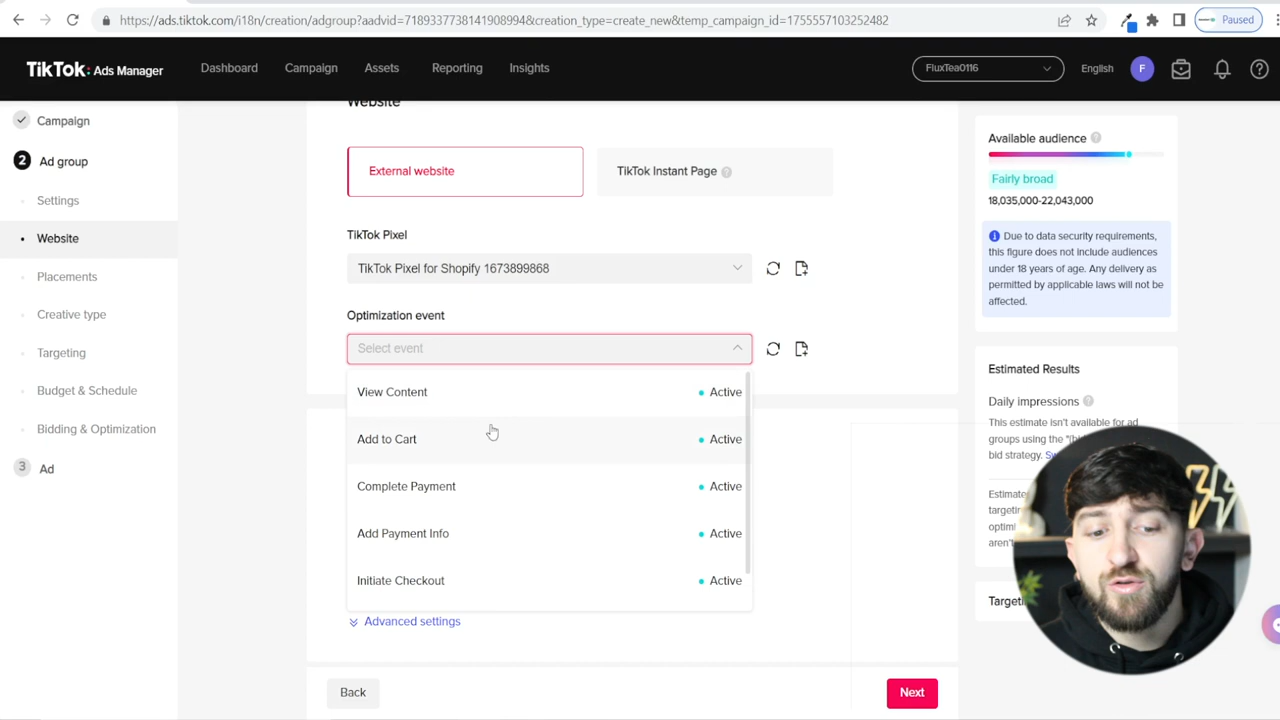 https://ads.tiktok.com/i18n/creation/adgroup?aadvid=7189337738141908994&creation_type=create_new&temp_campaign_id=1755557103252482
Paused
TikTok: Ads Manager
Dashboard
Campaign
Assets
Reporting
Insights
FluxTea0116
English
F
Campaign
2
Ad group
Settings
Website
Placements
Creative type
Targeting
Budget & Schedule
Bidding & Optimization
3
Ad
Website
External website
TikTok Instant Page
TikTok Pixel
TikTok Pixel for Shopify 1673899868
Optimization event
Select event
View Content
Active
Add to Cart
Active
Complete Payment
Active
Add Payment Info
Active
Initiate Checkout
Active
Advanced settings
Back
Next
Available audience
Fairly broad
18,035,000-22,043,000
Due to data security requirements,
this figure does not include audiences
under 18 years of age. Any delivery as
permitted by applicable laws will not be
affected.
Estimated Results
Daily impressions
This estimate isn't available for ad
groups using the
bid strategy.